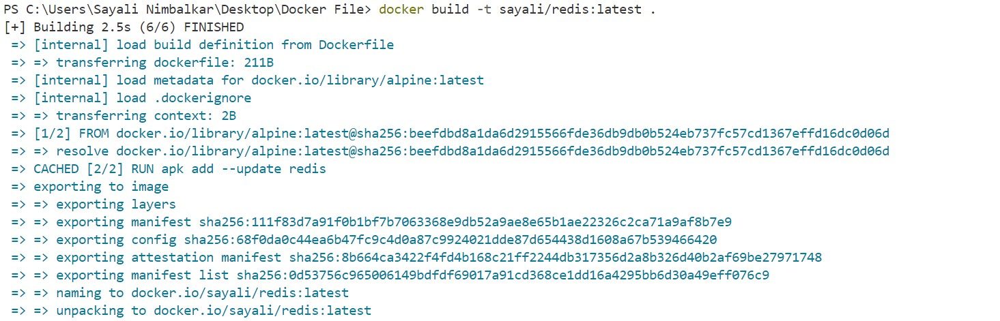 PS C:\Users\Sayali Nimbalkar\Desktop\Docker File> docker build -t sayali/redis:latest .
[+] Building 2.5s (6/6) FINISHED
=> [internal] load build definition from Dockerfile
=> => transferring dockerfile: 211B
=> [internal] load metadata for docker.io/library/alpine:latest
=> [internal] load .dockerignore
=> => transferring context: 2B
=> [1/2] FROM docker.io/library/alpine:latest@sha256:beefdbd8a1da6d2915566fde36db9db0b524eb737fc57cd1367effd16dc0d06d
=> => resolve docker.io/library/alpine:latest@sha256:beefdbd8a1da6d2915566fde36db9db0b524eb737fc57cd1367effd16dc0d06d
=> CACHED [2/2] RUN apk add --update redis
=> exporting to image
=> => exporting layers
=> => exporting manifest sha256:111f83d7a91f0b1bf7b7063368e9db52a9ae8e65b1ae22326c2ca71a9af8b7e9
=> => exporting config sha256:68f0da0c44ea6b47fc9c4d0a87c9924021dde87d654438d1608a67b539466420
=> => exporting attestation manifest sha256:8b664ca3422f4fd4b168c21ff2244db317356d2a8b326d40b2af69be27971748
=> => exporting manifest list sha256:0d53756c965006149bdfdf69017a91cd368ce1dd16a4295bb6d30a49eff076c9
=> => naming to docker.io/sayali/redis:latest
=> => unpacking to docker.io/sayali/redis:latest